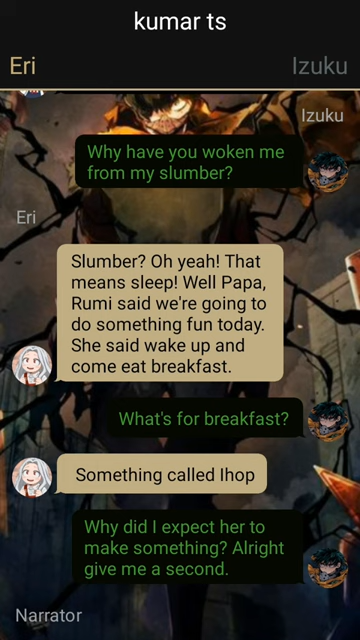 kumar ts
Eri
Izuku
Izuku
Why have you woken me
from my slumber?
Eri
Slumber? Oh yeah! That
means sleep! Well Papa,
Rumi said we're going to
do something fun today.
She said wake up and
come eat breakfast.
What's for breakfast?
Something called Ihop
Why did I expect her to
make something? Alright
give me a second.
Narrator